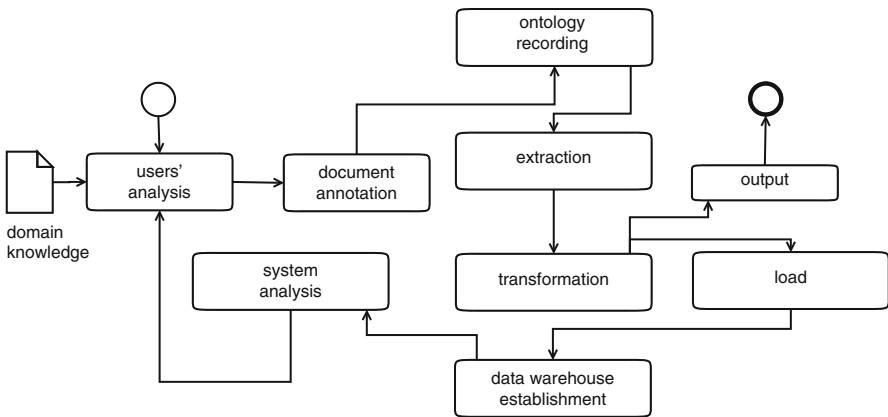 ontology
recording
users'
analysis
document
annotation
extraction
output
domain
knowledge
system
analysis
transformation
load
data warehouse
establishment